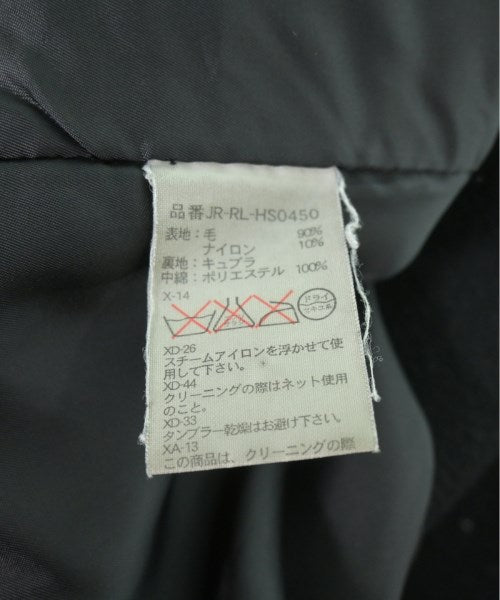 品番 JR-RL-HS0450
表地：毛 90%
ナイロン 10%
裏地：キュプラ
中綿：ポリエステル 100%
X-14
ドライ
セキユ系
XD-26
スチームアイロンを浮かせて使
用して下さい。
XD-44
クリーニングの際はネット使用
のこと。
XD-33
タンブラー乾燥はお避け下さい。
XA-13
この商品は、クリーニングの際